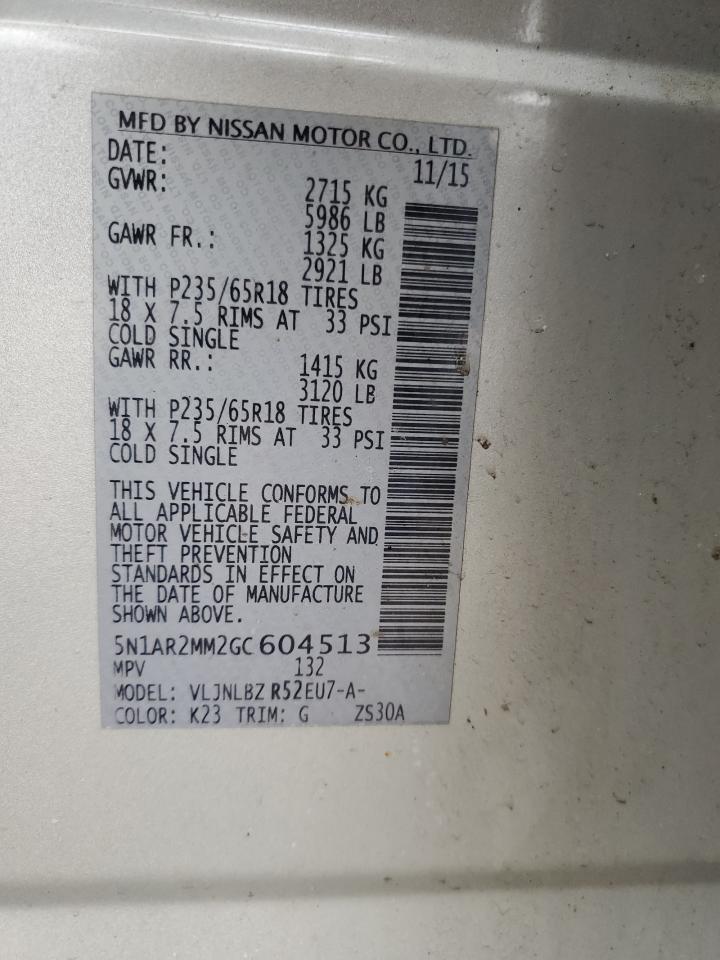 MFD BY NISSAN MOTOR CO., LTD.
DATE: 11/15
GVWR: 2715 KG
5986 LB
GAWR FR.: 1325 KG
2921 LB
WITH P235/65R18 TIRES
18 X 7.5 RIMS AT 33 PSI
COLD SINGLE
GAWR RR.: 1415 KG
3120 LB
WITH P235/65R18 TIRES
18 X 7.5 RIMS AT 33 PSI
COLD SINGLE
THIS VEHICLE CONFORMS TO
ALL APPLICABLE FEDERAL
MOTOR VEHICLE SAFETY AND
THEFT PREVENTION
STANDARDS IN EFFECT ON
THE DATE OF MANUFACTURE
SHOWN ABOVE.
5N1AR2MM2GC604513
MPV 132
MODEL: VLJNLBZ R52EU7-A-
COLOR: K23 TRIM: G ZS30A